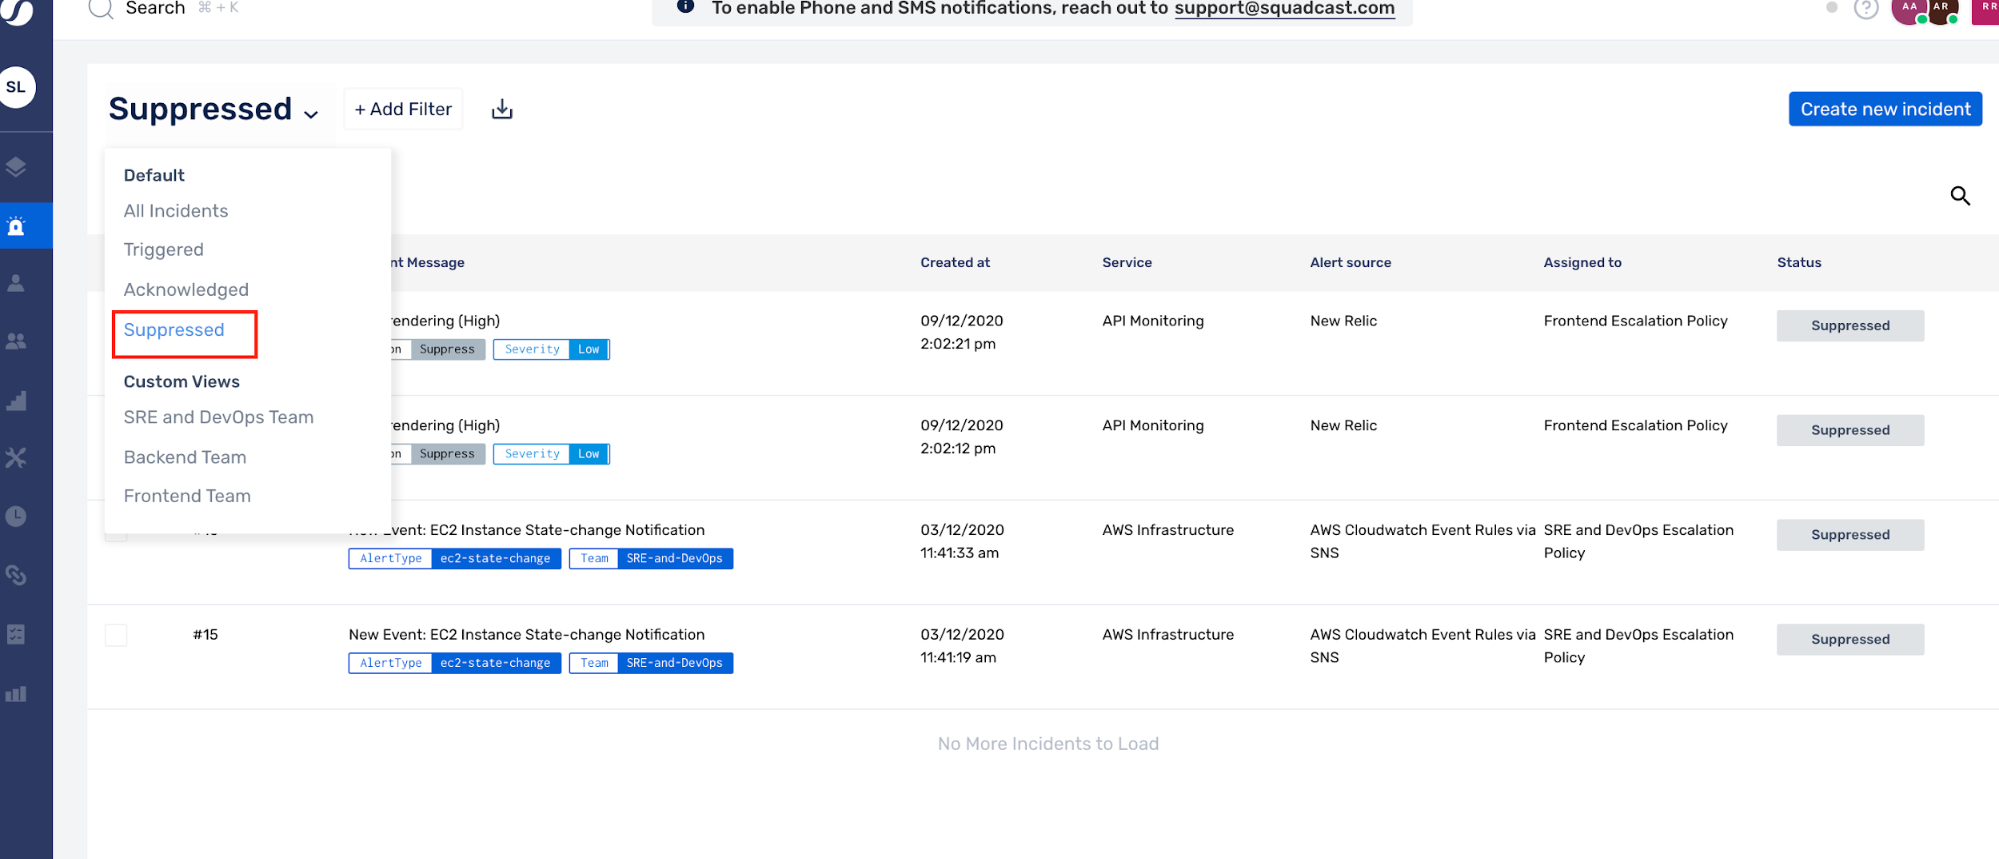 Search ⌘ + K
To enable Phone and SMS notifications, reach out to support@squadcast.com
? AA AR RR
SL
Suppressed + Add Filter Create new incident
Default
All Incidents
Triggered
Acknowledged
Suppressed
Custom Views
SRE and DevOps Team
Backend Team
Frontend Team
nt Message Created at Service Alert source Assigned to Status
rendering (High) 09/12/2020 API Monitoring New Relic Frontend Escalation Policy Suppressed
2:02:21 pm
on Suppress Severity Low
rendering (High) 09/12/2020 API Monitoring New Relic Frontend Escalation Policy Suppressed
2:02:12 pm
on Suppress Severity Low
Event: EC2 Instance State-change Notification 03/12/2020 AWS Infrastructure AWS Cloudwatch Event Rules via SRE and DevOps Escalation Suppressed
11:41:33 am SNS Policy
AlertType ec2-state-change Team SRE-and-DevOps
#15 New Event: EC2 Instance State-change Notification 03/12/2020 AWS Infrastructure AWS Cloudwatch Event Rules via SRE and DevOps Escalation Suppressed
11:41:19 am SNS Policy
AlertType ec2-state-change Team SRE-and-DevOps
No More Incidents to Load